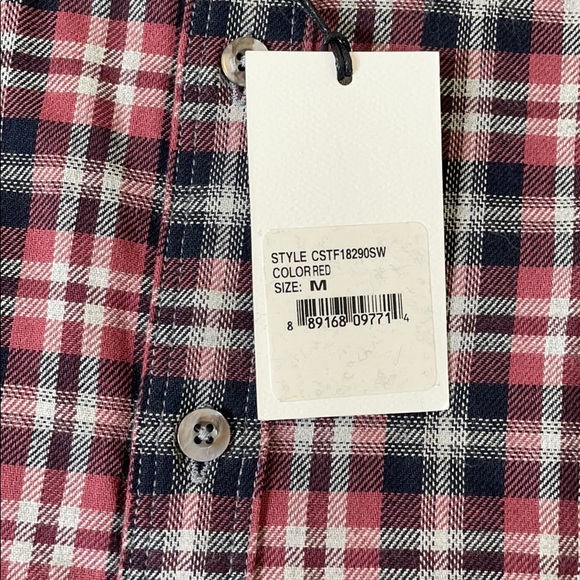 STYLE CSTF18290SW
COLOR RED
SIZE: M
8 89168 09771 4